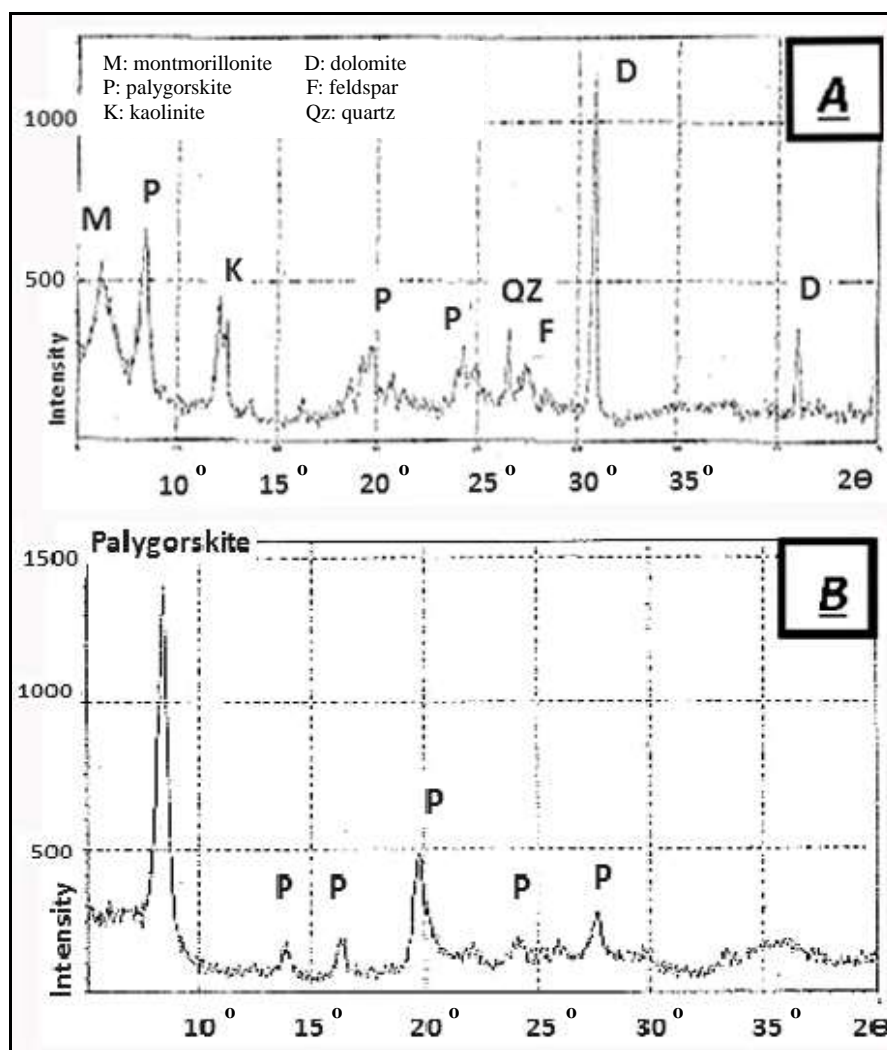 M: montmorillonite D: dolomite
P: palygorskite F: feldspar
K: kaolinite Qz: quartz
A
D
1000
P
M
K
500
P
P
QZ
F
D
Intensity
10° 15° 20° 25° 30° 35° 2θ
Palygorskite
1500
B
1000
P
500
P P P P
Intensity
10° 15° 20° 25° 30° 35° 2θ